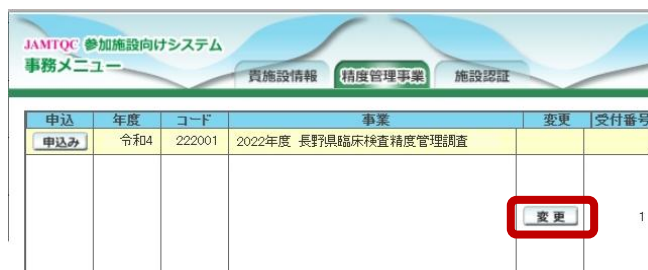 JAMTQC 参加施設向けシステム
事務メニュー
貴施設情報 精度管理事業 施設認証
申込 年度 コード 事業 変更 受付番号
申込み 令和4 222001 2022年度 長野県臨床検査精度管理調査
変更 1